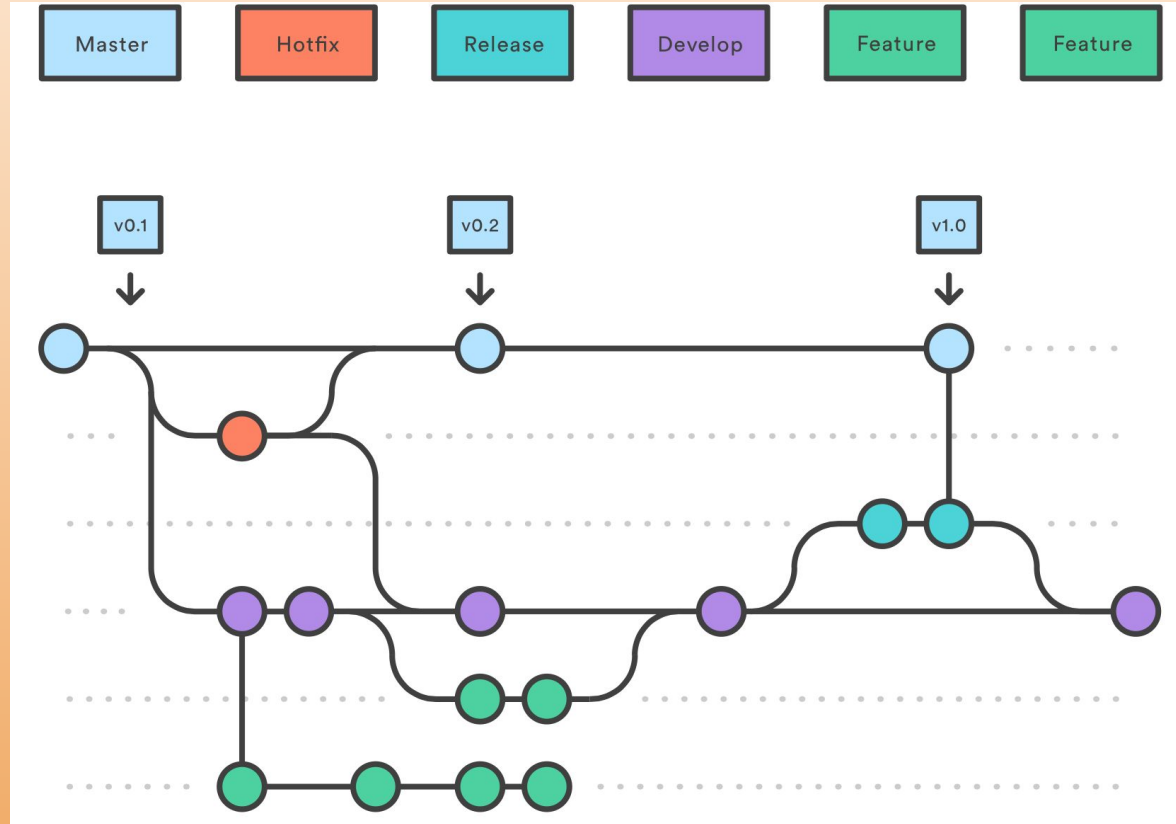 Master
Hotfix
Release
Develop
Feature
Feature
v0.1
v0.2
v1.0